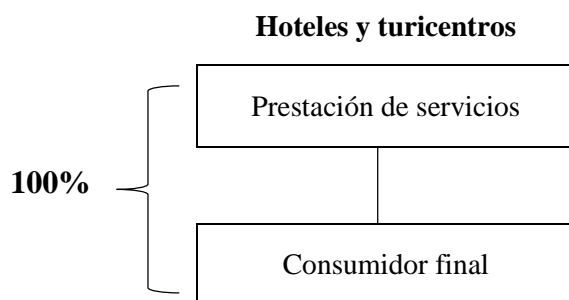 Hoteles y turicentros
Prestación de servicios
100%
Consumidor final